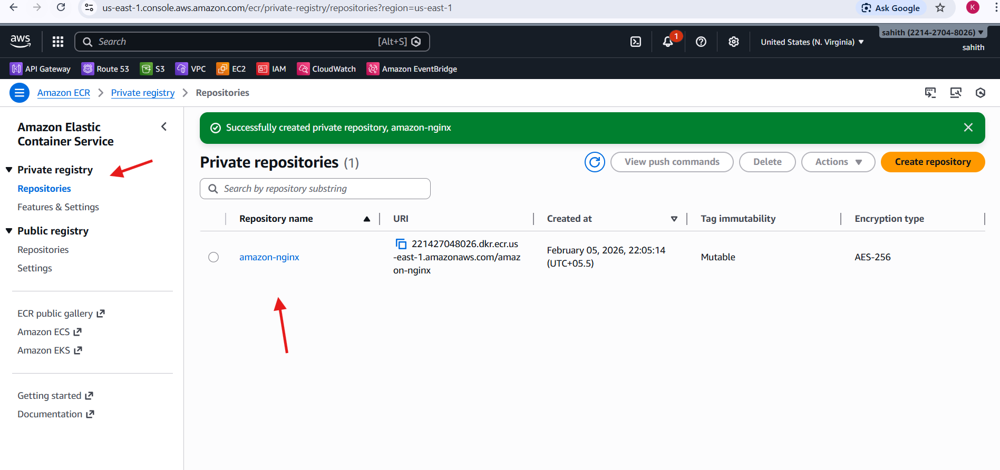 us-east-1.console.aws.amazon.com/ecr/private-registry/repositories?region=us-east-1
Ask Google
K
aws
Search
[Alt+S]
1
United States (N. Virginia)
sahith (2214-2704-8026)
sahith
API Gateway
Route 53
S3
VPC
EC2
IAM
CloudWatch
Amazon EventBridge
Amazon ECR
Private registry
Repositories
Amazon Elastic
Container Service
Private registry
Repositories
Features & Settings
Public registry
Repositories
Settings
ECR public gallery
Amazon ECS
Amazon EKS
Getting started
Documentation
Successfully created private repository, amazon-nginx
Private repositories (1)
View push commands
Delete
Actions
Create repository
Search by repository substring
Repository name
URI
Created at
Tag immutability
Encryption type
amazon-nginx
221427048026.dkr.ecr.us
-east-1.amazonaws.com/amaz
on-nginx
February 05, 2026, 22:05:14
(UTC+05.5)
Mutable
AES-256